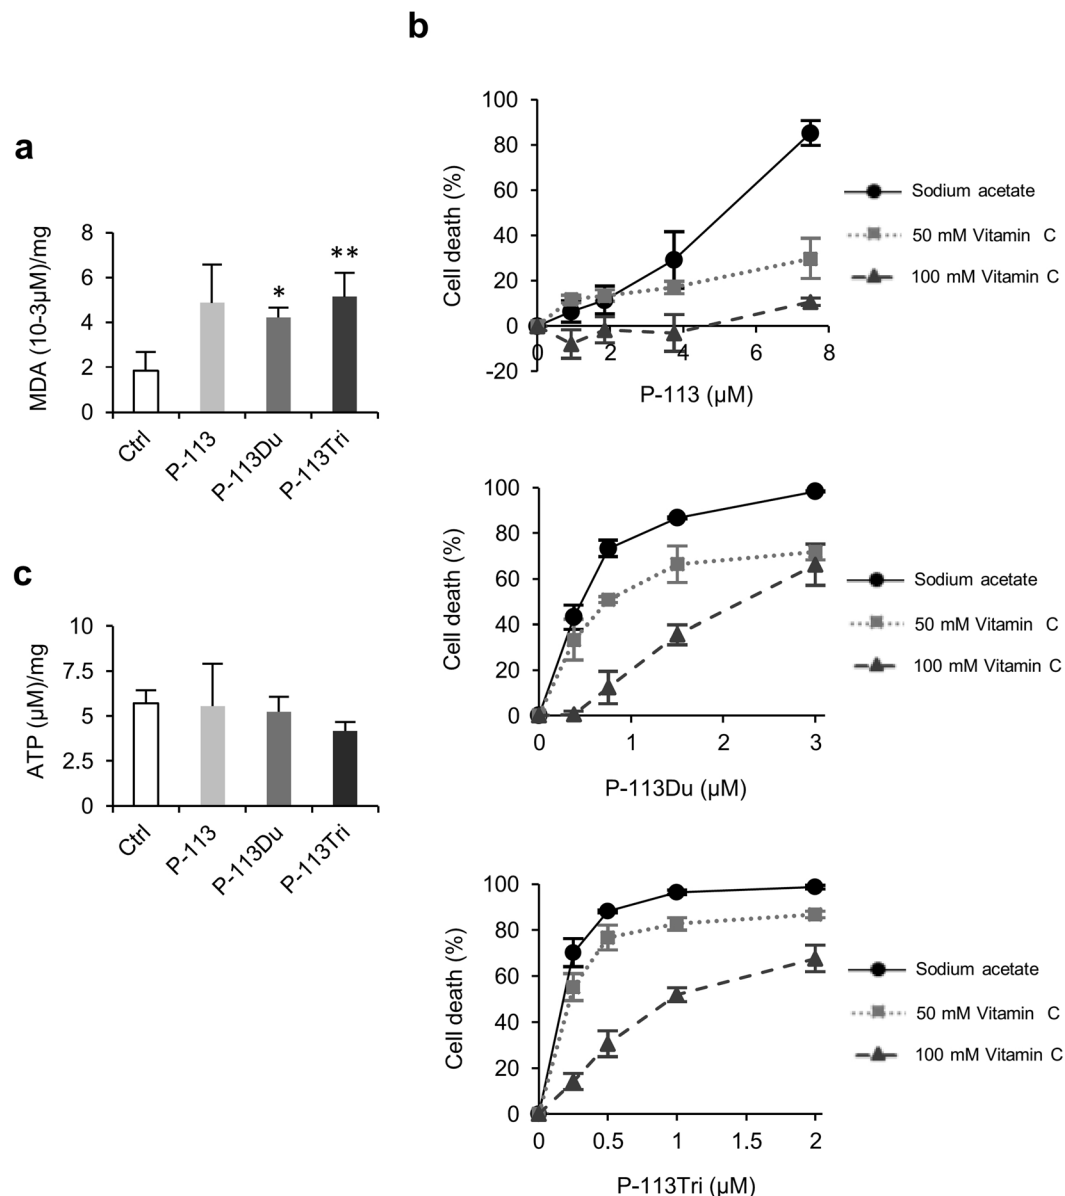 a
8
6
4
2
0
MDA (10-3µM)/mg
*
**
Ctrl
P-113
P-113Du
P-113Tri
b
100
80
60
40
20
0
-20
Cell death (%)
0 2 4 6 8
P-113 (µM)
Sodium acetate
50 mM Vitamin C
100 mM Vitamin C
100
80
60
40
20
0
Cell death (%)
0 1 2 3
P-113Du (µM)
Sodium acetate
50 mM Vitamin C
100 mM Vitamin C
c
10
7.5
5
2.5
0
ATP (µM)/mg
Ctrl
P-113
P-113Du
P-113Tri
100
80
60
40
20
0
Cell death (%)
0 0.5 1 1.5 2
P-113Tri (µM)
Sodium acetate
50 mM Vitamin C
100 mM Vitamin C